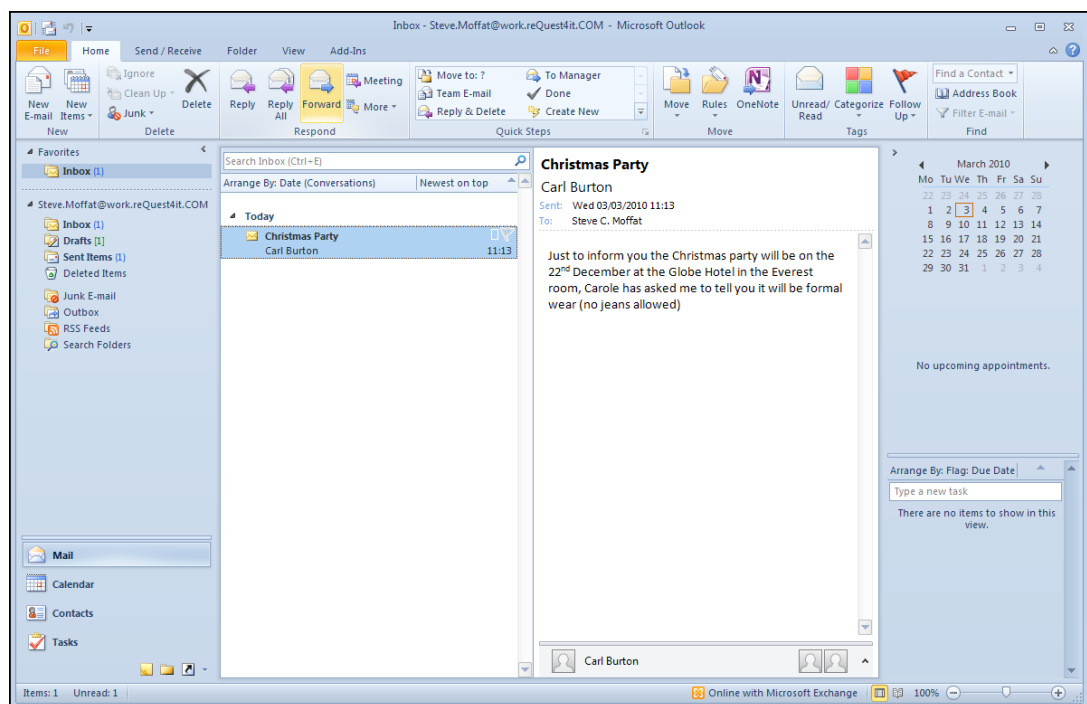 Inbox - Steve.Moffat@work.reQuest4it.COM - Microsoft Outlook
File Home Send / Receive Folder View Add-Ins
New E-mail
New Items
New
Ignore
Clean Up
Junk
Delete
Delete
Reply
Reply All
Forward
Meeting
More
Respond
Move to: ?
Team E-mail
Reply & Delete
To Manager
Done
Create New
Quick Steps
Move
Rules
OneNote
Move
Unread/ Read
Categorize
Follow Up
Tags
Find a Contact
Address Book
Filter E-mail
Find
Favorites
Inbox (1)
Steve.Moffat@work.reQuest4it.COM
Inbox (1)
Drafts [1]
Sent Items (1)
Deleted Items
Junk E-mail
Outbox
RSS Feeds
Search Folders
Mail
Calendar
Contacts
Tasks
Search Inbox (Ctrl+E)
Arrange By: Date (Conversations) Newest on top
Today
Christmas Party
Carl Burton 11:13
Christmas Party
Carl Burton
Sent: Wed 03/03/2010 11:13
To: Steve C. Moffat
Just to inform you the Christmas party will be on the
22nd December at the Globe Hotel in the Everest
room, Carole has asked me to tell you it will be formal
wear (no jeans allowed)
Carl Burton
March 2010
Mo Tu We Th Fr Sa Su
22 23 24 25 26 27 28
1 2 3 4 5 6 7
8 9 10 11 12 13 14
15 16 17 18 19 20 21
22 23 24 25 26 27 28
29 30 31 1 2 3 4
No upcoming appointments.
Arrange By: Flag: Due Date
Type a new task
There are no items to show in this
view.
Items: 1 Unread: 1
Online with Microsoft Exchange
100%